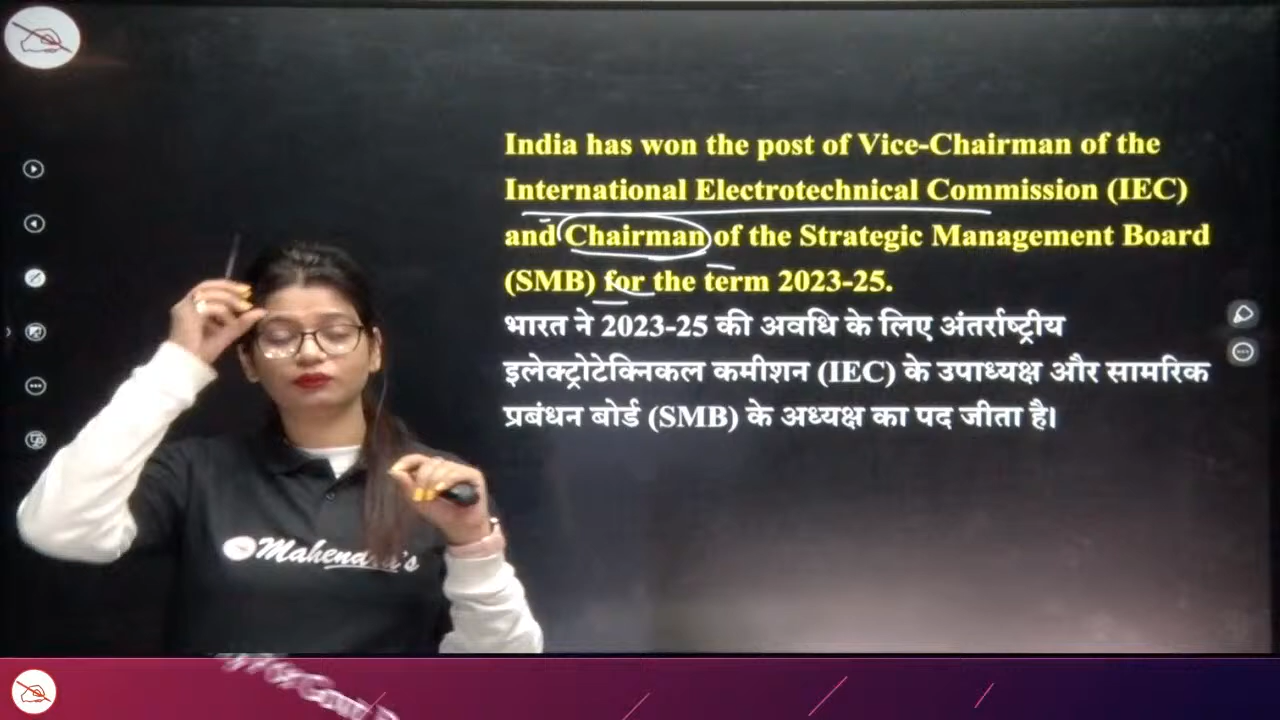 India has won the post of Vice-Chairman of the
International Electrotechnical Commission (IEC)
and Chairman of the Strategic Management Board
(SMB) for the term 2023-25.
भारत ने 2023-25 की अवधि के लिए अंतर्राष्ट्रीय
इलेक्ट्रोटेक्निकल कमीशन (IEC) के उपाध्यक्ष और सामरिक
प्रबंधन बोर्ड (SMB) के अध्यक्ष का पद जीता है।
Mahendra's